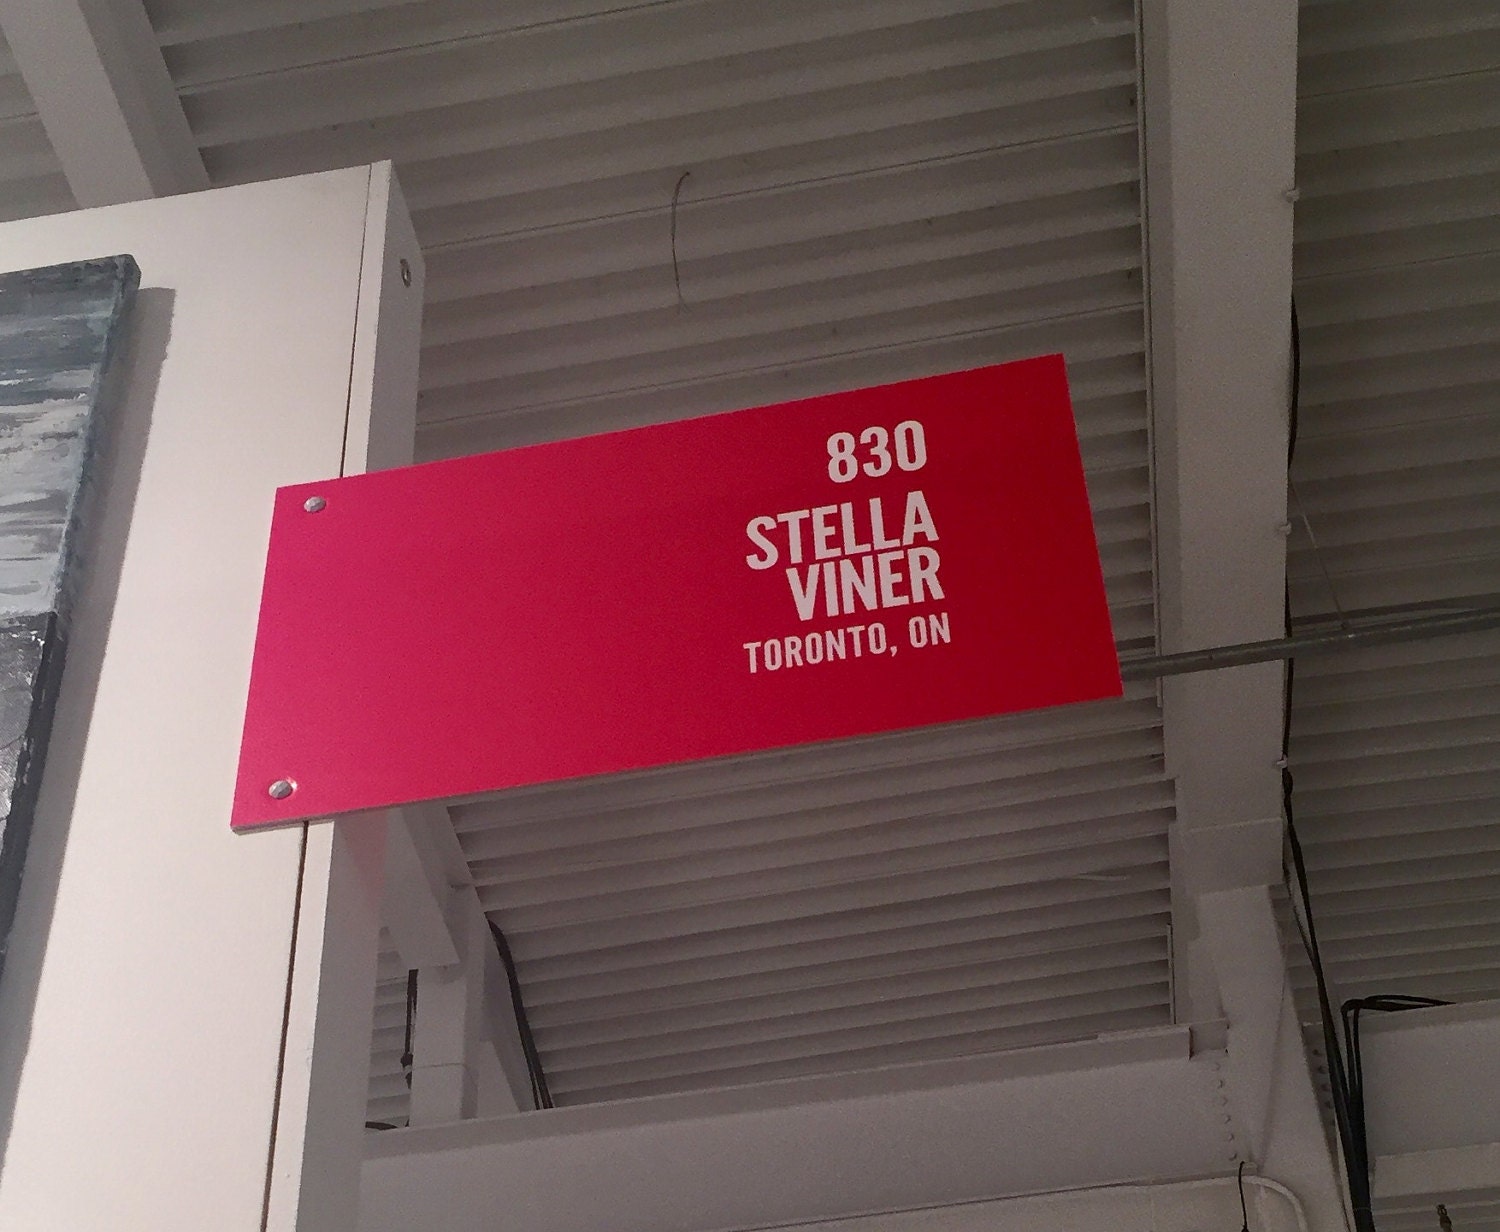 830
STELLA
VINER
TORONTO, ON